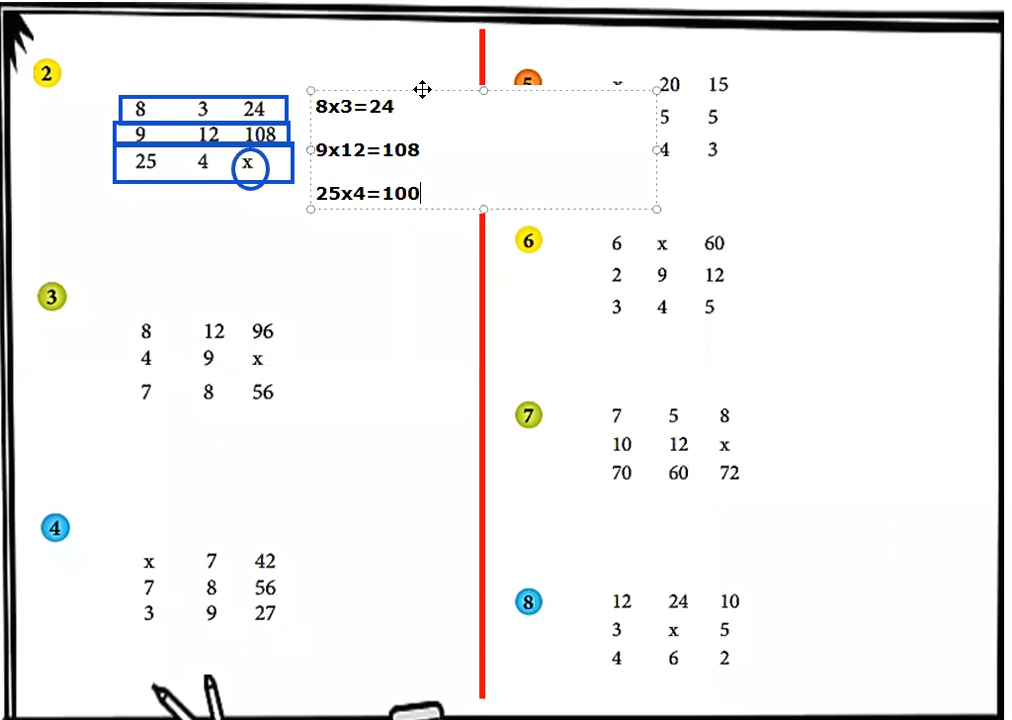 2
8 3 24
9 12 108
25 4 x
8x3=24
9x12=108
25x4=100
3
8 12 96
4 9 x
7 8 56
4
x 7 42
7 8 56
3 9 27
5
20 15
5 5
4 3
6
6 x 60
2 9 12
3 4 5
7
7 5 8
10 12 x
70 60 72
8
12 24 10
3 x 5
4 6 2